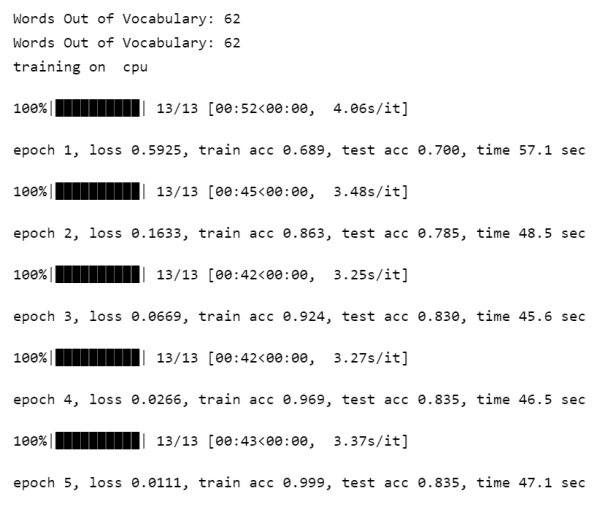 Words Out of Vocabulary: 62
Words Out of Vocabulary: 62
training on  cpu
100%|██████████| 13/13 [00:52<00:00,  4.06s/it]
epoch 1, loss 0.5925, train acc 0.689, test acc 0.700, time 57.1 sec
100%|██████████| 13/13 [00:45<00:00,  3.48s/it]
epoch 2, loss 0.1633, train acc 0.863, test acc 0.785, time 48.5 sec
100%|██████████| 13/13 [00:42<00:00,  3.25s/it]
epoch 3, loss 0.0669, train acc 0.924, test acc 0.830, time 45.6 sec
100%|██████████| 13/13 [00:42<00:00,  3.27s/it]
epoch 4, loss 0.0266, train acc 0.969, test acc 0.835, time 46.5 sec
100%|██████████| 13/13 [00:43<00:00,  3.37s/it]
epoch 5, loss 0.0111, train acc 0.999, test acc 0.835, time 47.1 sec